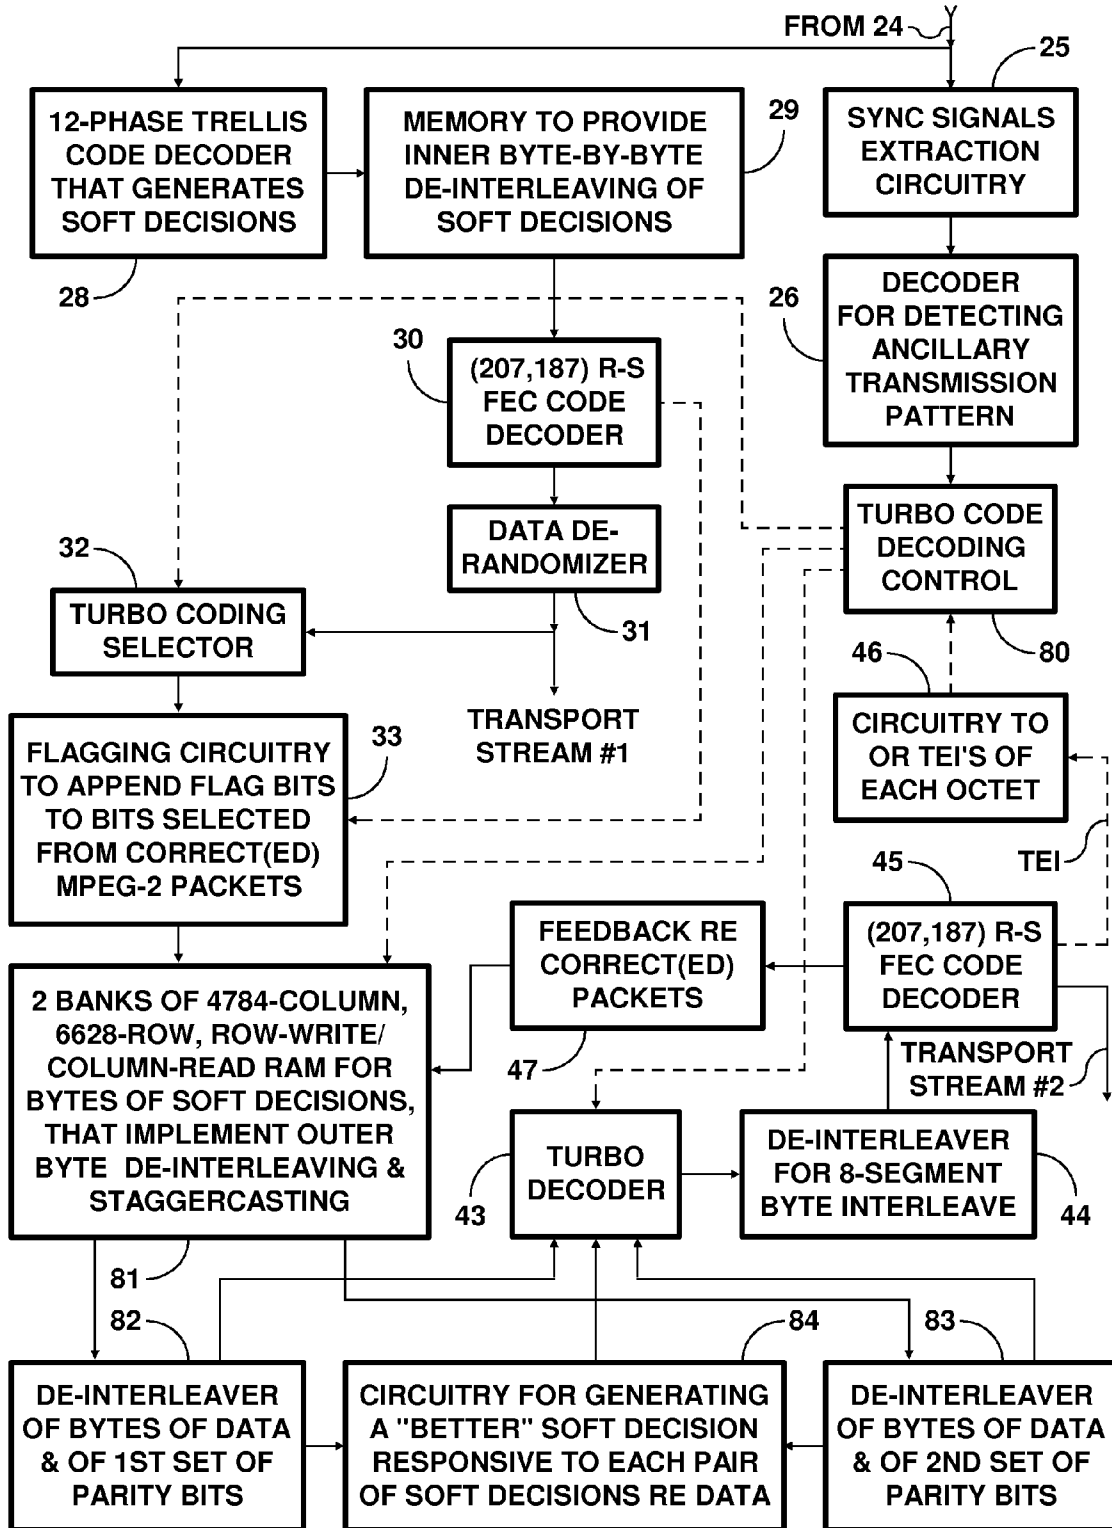 FROM 24
25
12-PHASE TRELLIS
CODE DECODER
THAT GENERATES
SOFT DECISIONS
28
MEMORY TO PROVIDE
INNER BYTE-BY-BYTE
DE-INTERLEAVING OF
SOFT DECISIONS
29
SYNC SIGNALS
EXTRACTION
CIRCUITRY
26
DECODER
FOR DETECTING
ANCILLARY
TRANSMISSION
PATTERN
30
(207,187) R-S
FEC CODE
DECODER
DATA DE-
RANDOMIZER
31
TURBO CODE
DECODING
CONTROL
80
32
TURBO CODING
SELECTOR
TRANSPORT
STREAM #1
46
CIRCUITRY TO
OR TEI'S OF
EACH OCTET
TEI
33
FLAGGING CIRCUITRY
TO APPEND FLAG BITS
TO BITS SELECTED
FROM CORRECT(ED)
MPEG-2 PACKETS
45
(207,187) R-S
FEC CODE
DECODER
FEEDBACK RE
CORRECT(ED)
PACKETS
47
TRANSPORT
STREAM #2
2 BANKS OF 4784-COLUMN,
6628-ROW, ROW-WRITE/
COLUMN-READ RAM FOR
BYTES OF SOFT DECISIONS,
THAT IMPLEMENT OUTER
BYTE DE-INTERLEAVING &
STAGGERCASTING
81
TURBO
DECODER
43
DE-INTERLEAVER
FOR 8-SEGMENT
BYTE INTERLEAVE
44
82
DE-INTERLEAVER
OF BYTES OF DATA
& OF 1ST SET OF
PARITY BITS
84
CIRCUITRY FOR GENERATING
A "BETTER" SOFT DECISION
RESPONSIVE TO EACH PAIR
OF SOFT DECISIONS RE DATA
83
DE-INTERLEAVER
OF BYTES OF DATA
& OF 2ND SET OF
PARITY BITS